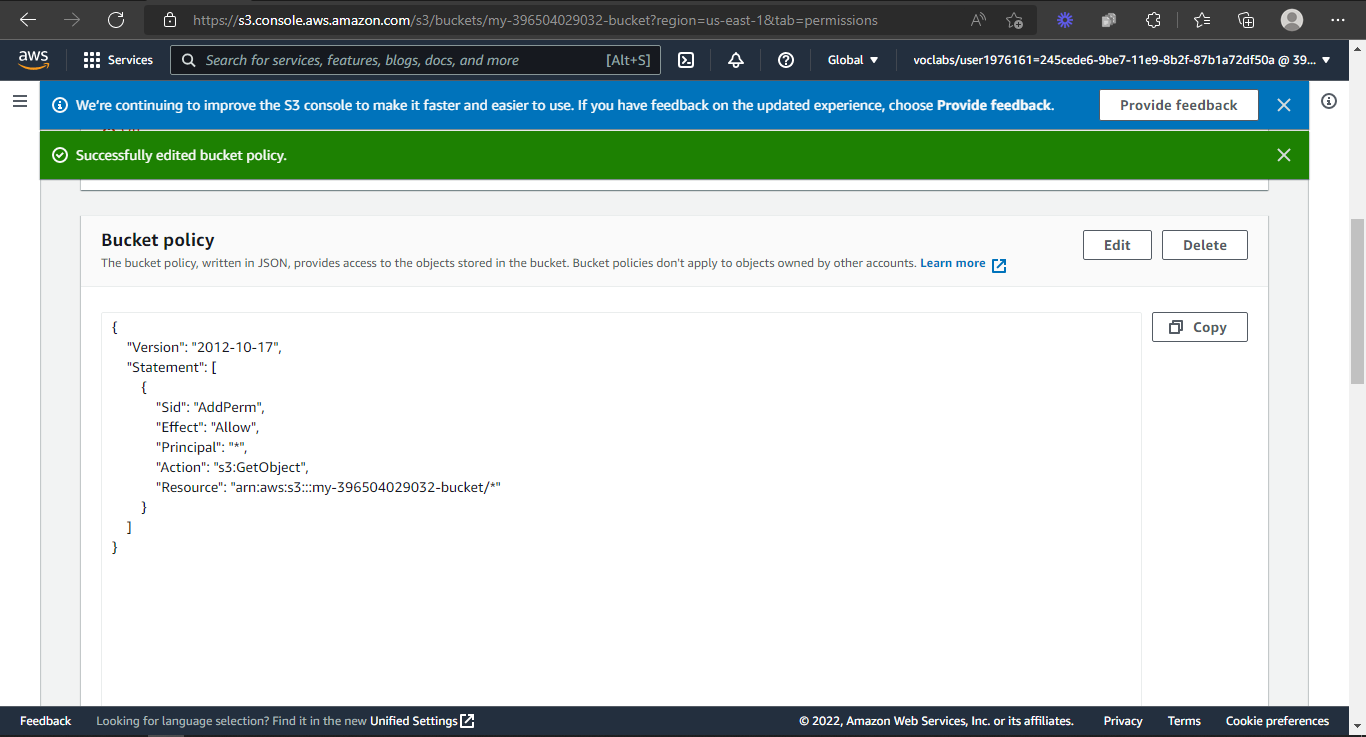 https://s3.console.aws.amazon.com/s3/buckets/my-396504029032-bucket?region=us-east-1&tab=permissions
aws
Services
Search for services, features, blogs, docs, and more
[Alt+S]
Global
voclabs/user1976161=245cede6-9be7-11e9-8b2f-87b1a72df50a @ 39...
We're continuing to improve the S3 console to make it faster and easier to use. If you have feedback on the updated experience, choose Provide feedback.
Provide feedback
Successfully edited bucket policy.
Bucket policy
Edit
Delete
The bucket policy, written in JSON, provides access to the objects stored in the bucket. Bucket policies don't apply to objects owned by other accounts. Learn more
Copy
{
"Version": "2012-10-17",
"Statement": [
{
"Sid": "AddPerm",
"Effect": "Allow",
"Principal": "*",
"Action": "s3:GetObject",
"Resource": "arn:aws:s3:::my-396504029032-bucket/*"
}
]
}
Feedback
Looking for language selection? Find it in the new Unified Settings
© 2022, Amazon Web Services, Inc. or its affiliates.
Privacy
Terms
Cookie preferences